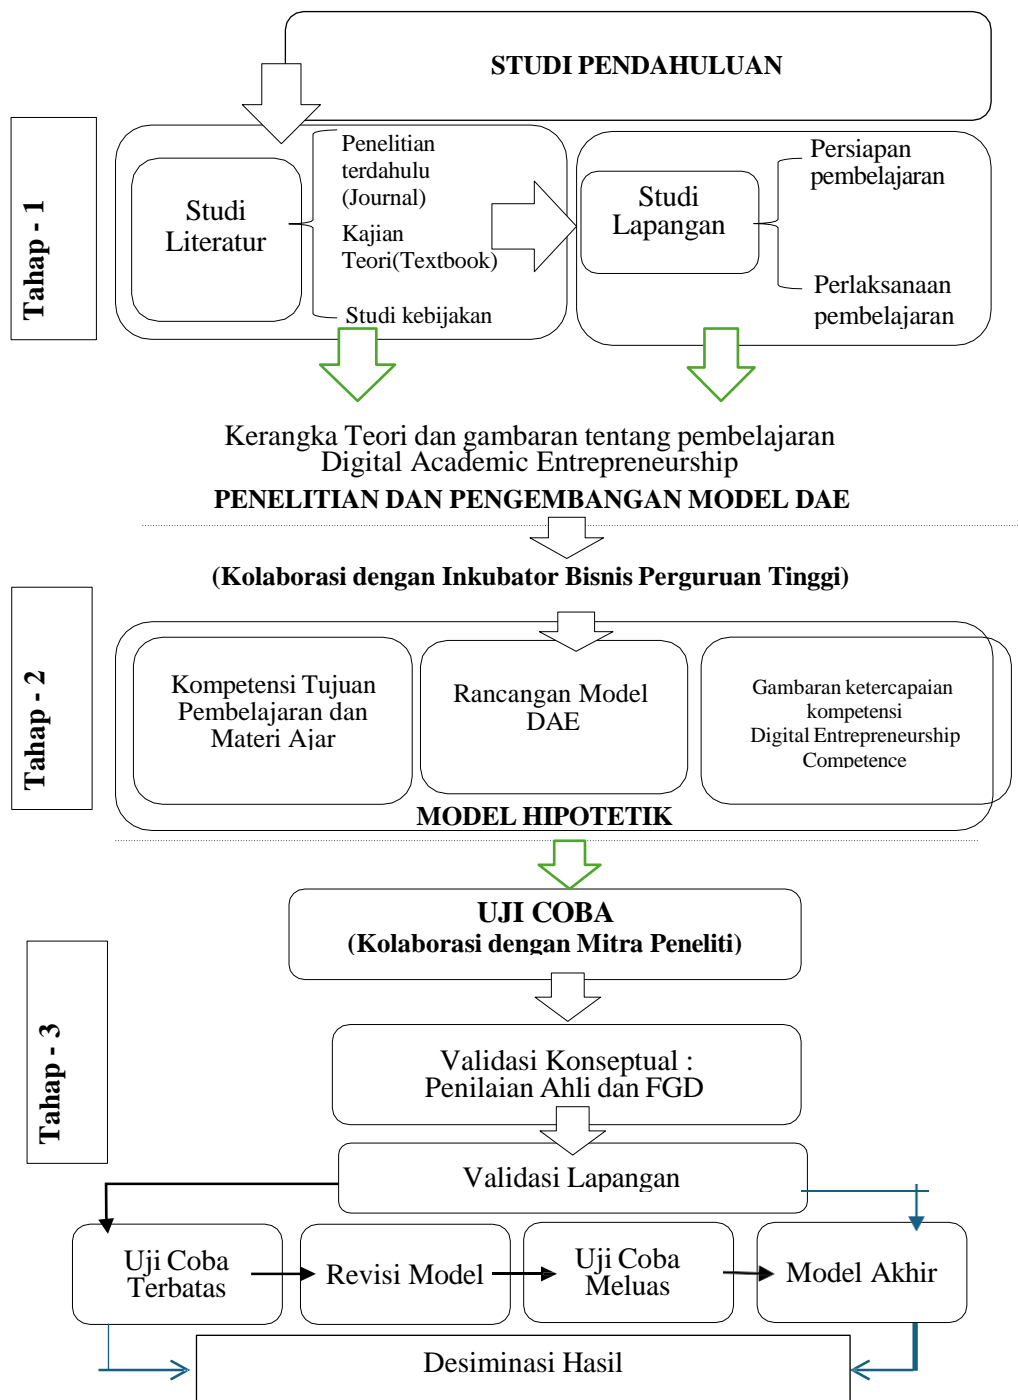 STUDI PENDAHULUAN
Tahap - 1
Studi
Literatur
Penelitian
terdahulu
(Journal)
Kajian
Teori(Textbook)
Studi kebijakan
Studi
Lapangan
Persiapan
pembelajaran
Perlaksanaan
pembelajaran
Kerangka Teori dan gambaran tentang pembelajaran
Digital Academic Entrepreneurship
PENELITIAN DAN PENGEMBANGAN MODEL DAE
(Kolaborasi dengan Inkubator Bisnis Perguruan Tinggi)
Tahap - 2
Kompetensi Tujuan
Pembelajaran dan
Materi Ajar
Rancangan Model
DAE
Gambaran ketercapaian
kompetensi
Digital Entrepreneurship
Competence
MODEL HIPOTETIK
UJI COBA
(Kolaborasi dengan Mitra Peneliti)
Tahap - 3
Validasi Konseptual :
Penilaian Ahli dan FGD
Validasi Lapangan
Uji Coba
Terbatas
Revisi Model
Uji Coba
Meluas
Model Akhir
Desiminasi Hasil